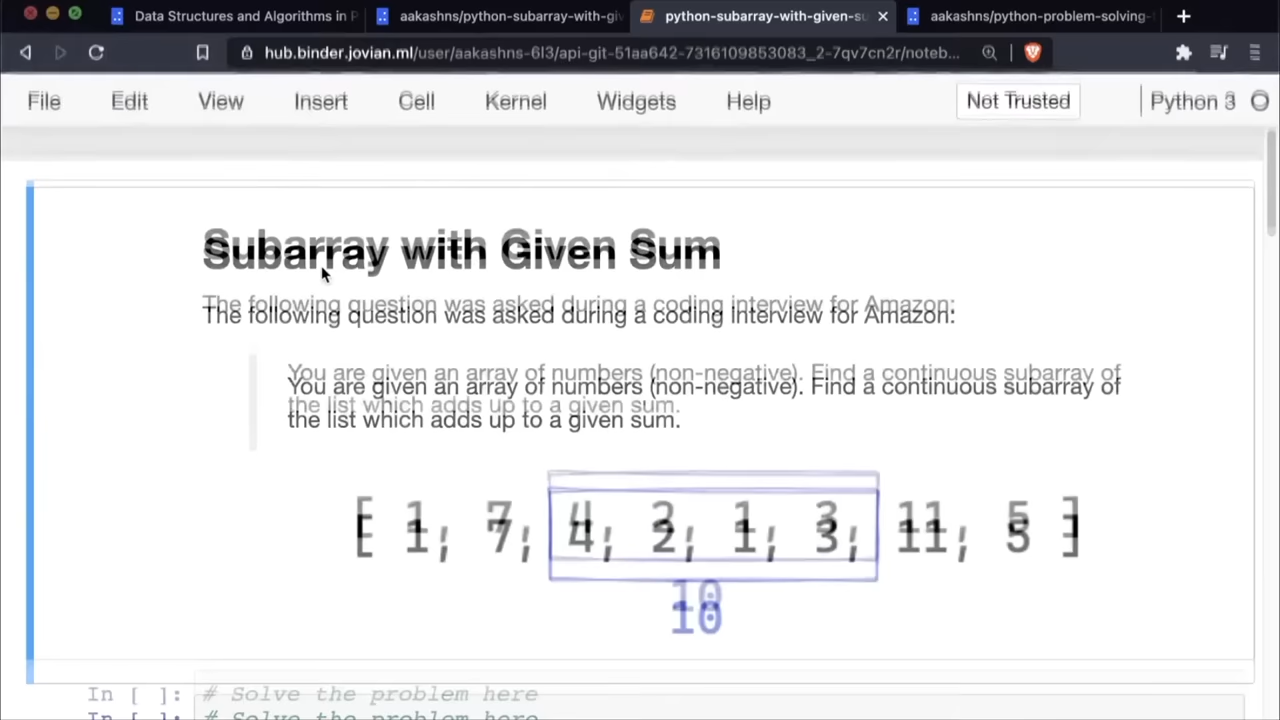 Data Structures and Algorithms in P
aakashns/python-subarray-with-giv
python-subarray-with-given-su
aakashns/python-problem-solving-
hub.binder.jovian.ml/user/aakashns-6l3/api-git-51aa642-7316109853083_2-7qv7cn2r/noteb...
File Edit View Insert Cell Kernel Widgets Help Not Trusted Python 3
Subarray with Given Sum
The following question was asked during a coding interview for Amazon:
You are given an array of numbers (non-negative). Find a continuous subarray of
the list which adds up to a given sum.
[ 1, 7, 4, 2, 1, 3, 11, 5 ]
10
In [ ]: # Solve the problem here